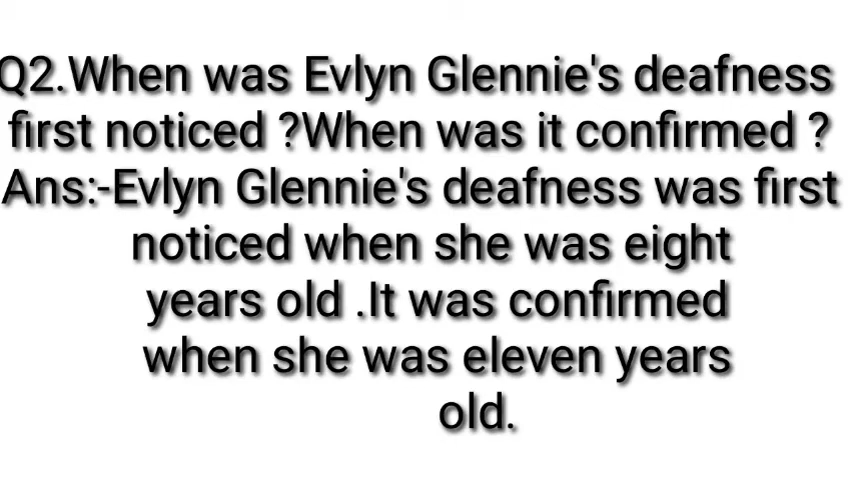 Q2.When was Evlyn Glennie's deafness
first noticed ?When was it confirmed ?
Ans:-Evlyn Glennie's deafness was first
noticed when she was eight
years old .It was confirmed
when she was eleven years
old.